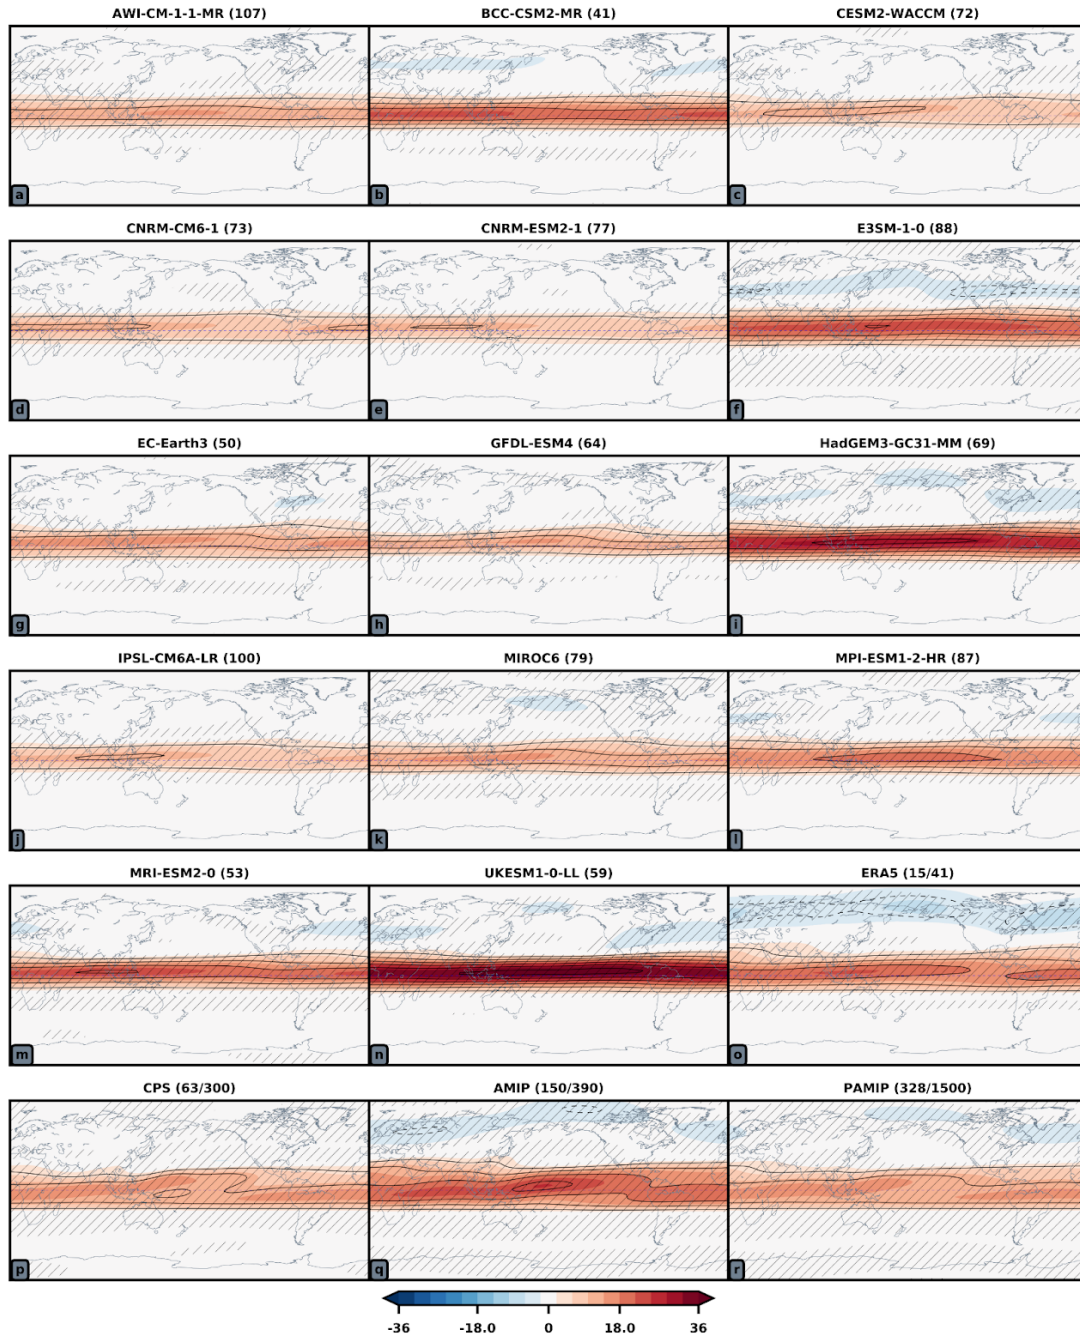 AWI-CM-1-1-MR (107) BCC-CSM2-MR (41) CESM2-WACCM (72)
a b c
CNRM-CM6-1 (73) CNRM-ESM2-1 (77) E3SM-1-0 (88)
d e f
EC-Earth3 (50) GFDL-ESM4 (64) HadGEM3-GC31-MM (69)
g h i
IPSL-CM6A-LR (100) MIROC6 (79) MPI-ESM1-2-HR (87)
j k l
MRI-ESM2-0 (53) UKESM1-0-LL (59) ERA5 (15/41)
m n o
CPS (63/300) AMIP (150/390) PAMIP (328/1500)
p q r
-36 -18.0 0 18.0 36